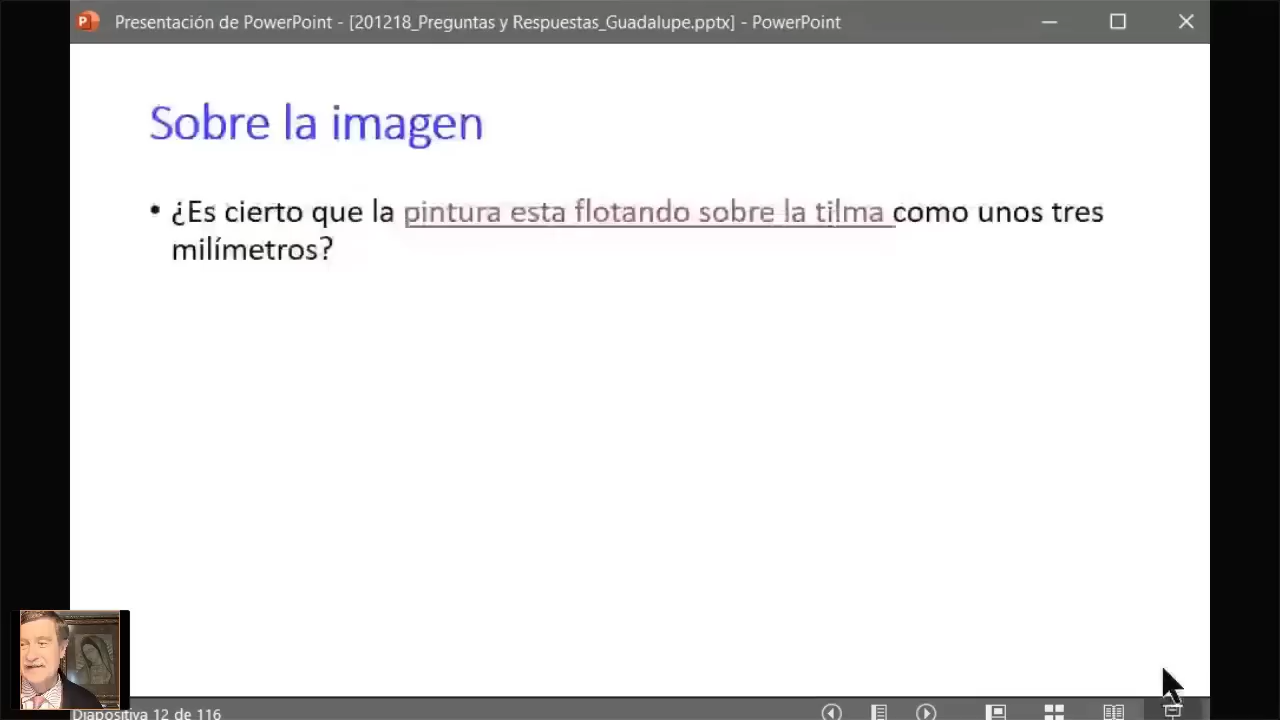 Presentación de PowerPoint - [201218_Preguntas y Respuestas_Guadalupe.pptx] - PowerPoint
Sobre la imagen
• ¿Es cierto que la pintura esta flotando sobre la tilma como unos tres
milímetros?
Diapositiva 12 de 116